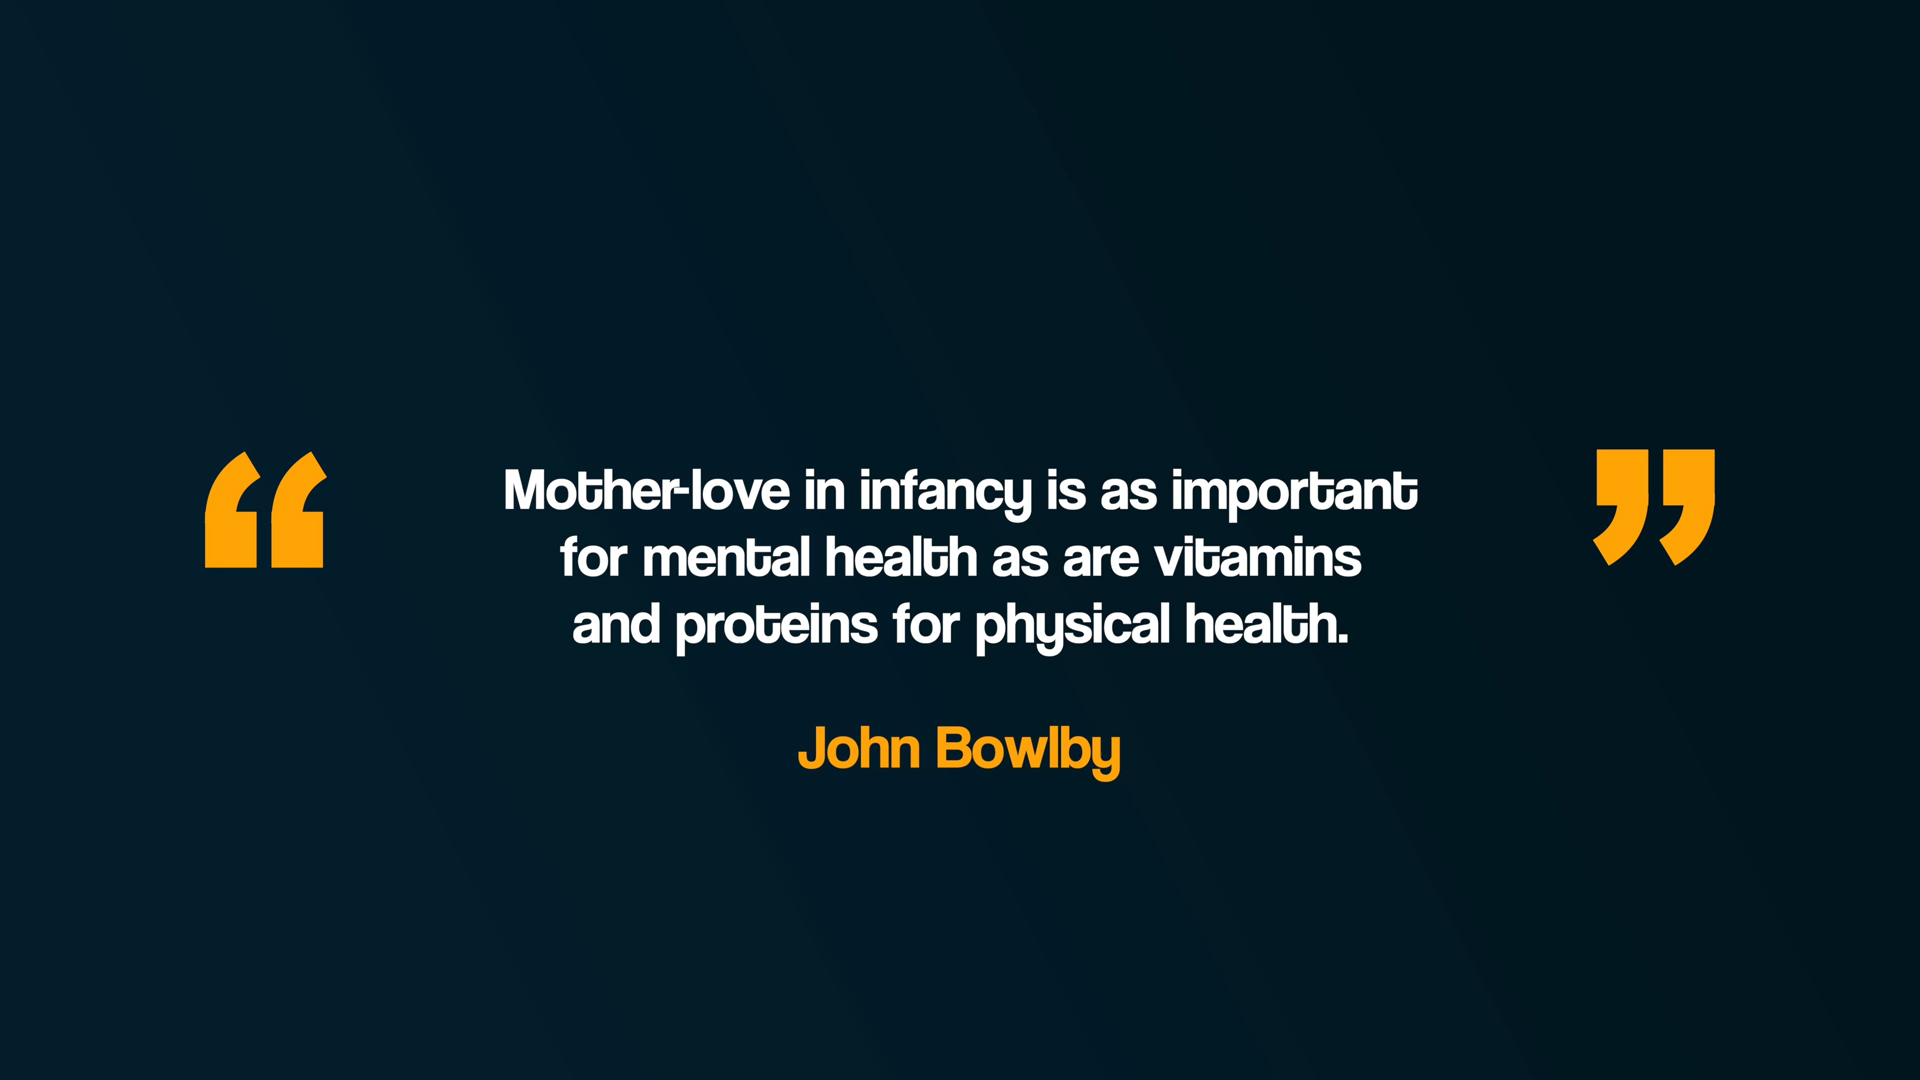 “ Mother-love in infancy is as important ”
for mental health as are vitamins
and proteins for physical health.
John Bowlby